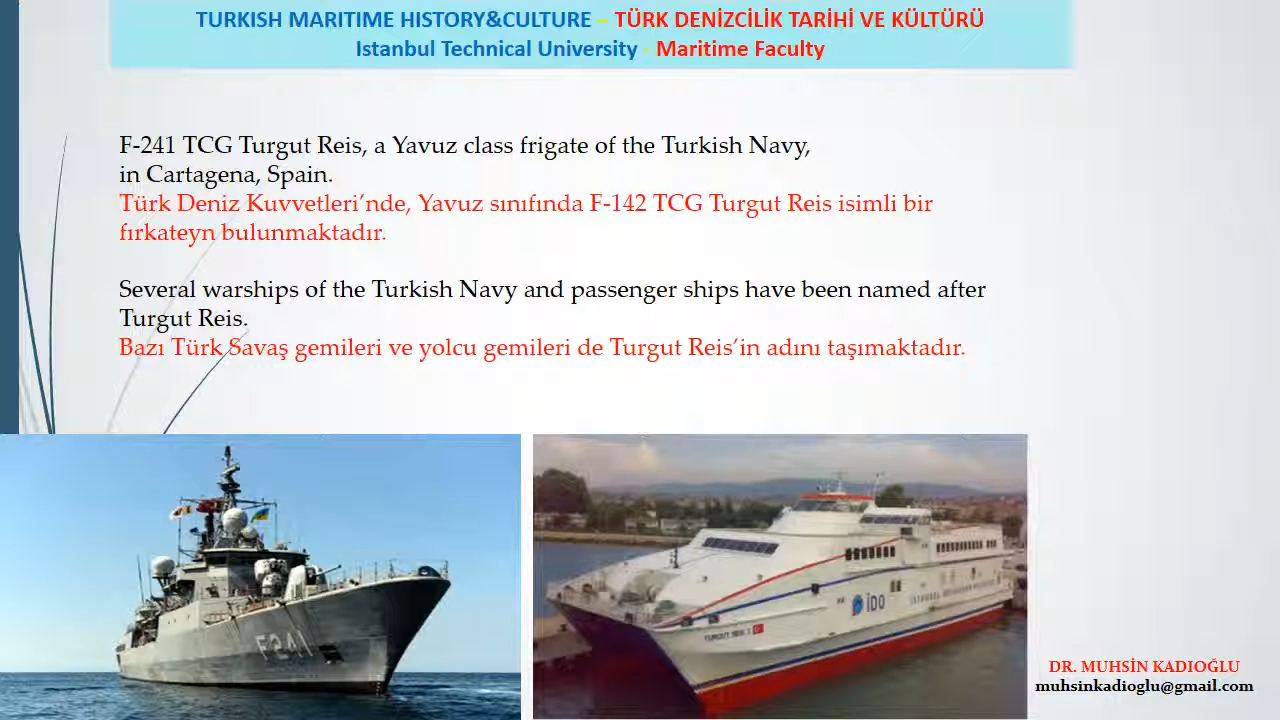 TURKISH MARITIME HISTORY&CULTURE – TÜRK DENİZCİLİK TARİHİ VE KÜLTÜRÜ
Istanbul Technical University - Maritime Faculty
F-241 TCG Turgut Reis, a Yavuz class frigate of the Turkish Navy,
in Cartagena, Spain.
Türk Deniz Kuvvetleri’nde, Yavuz sınıfında F-142 TCG Turgut Reis isimli bir
fırkateyn bulunmaktadır.
Several warships of the Turkish Navy and passenger ships have been named after
Turgut Reis.
Bazı Türk Savaş gemileri ve yolcu gemileri de Turgut Reis’in adını taşımaktadır.
F241
İDO
TURGUT REİS
DR. MUHSİN KADIOĞLU
muhsinkadioglu@gmail.com